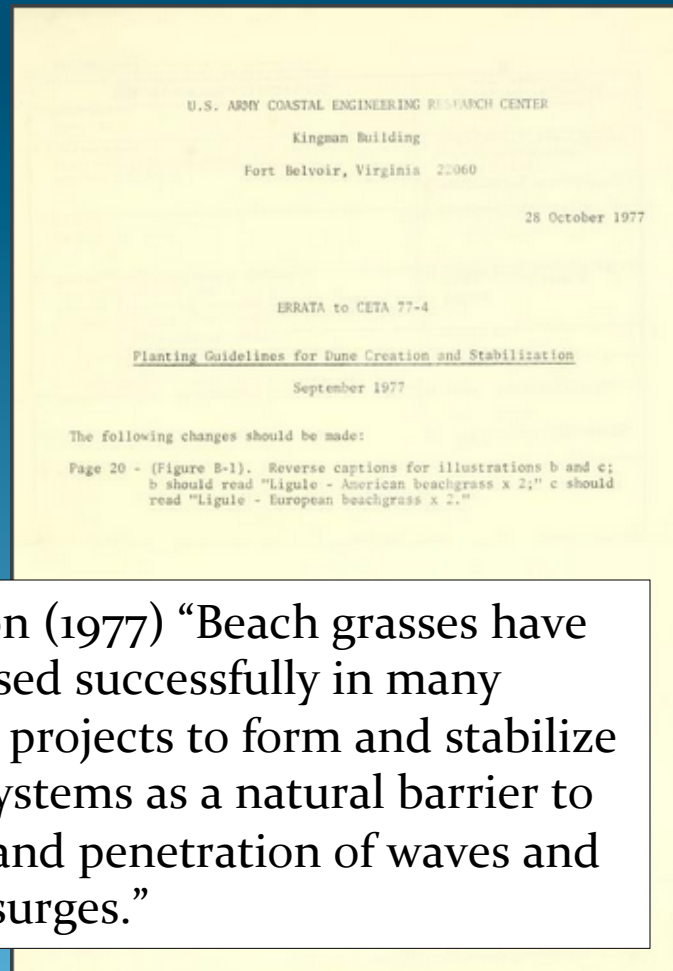 U.S. ARMY COASTAL ENGINEERING RESEARCH CENTER
Kingman Building
Fort Belvoir, Virginia 22060
28 October 1977
ERRATA to CETA 77-4
Planting Guidelines for Dune Creation and Stabilization
September 1977
The following changes should be made:
Page 20 - (Figure B-1). Reverse captions for illustrations b and c;
b should read "Ligule - American beachgrass x 2;" c should
read "Ligule - European beachgrass x 2."
(1977) “Beach grasses have
successfully in many
projects to form and stabilize
as a natural barrier to
and penetration of waves and
surges.”